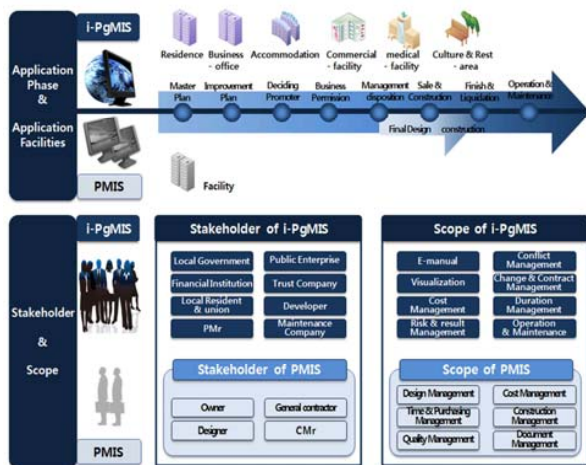 i-PgMIS
Application
Phase
&
Application
Facilities
PMIS
Residence
Business
- office
Accommodation
Commercial
- facility
medical
- facility
Culture & Rest
- area
Master
Plan
Improvement
Plan
Deciding
Promoter
Business
Permission
Management
disposition
Sale &
Construction
Finish &
Liquidation
Operation &
Maintenance
Final Design
construction
Facility
i-PgMIS
Stakeholder
&
Scope
PMIS
Stakeholder of i-PgMIS
Local Government
Public Enterprise
Financial Institution
Trust Company
Local Resident
& union
Developer
PMr
Maintenance
Company
Stakeholder of PMIS
Owner
General contractor
Designer
CMr
Scope of i-PgMIS
E-manual
Conflict
Management
Visualization
Change & Contract
Management
Cost
Management
Duration
Management
Risk & result
Management
Operation
& Maintenance
Scope of PMIS
Design Management
Cost Management
Time & Purchasing
Management
Construction
Management
Quality Management
Document
Management